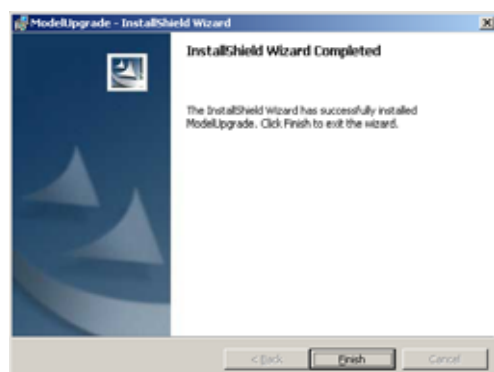 ModelUpgrade - InstallShield Wizard
InstallShield Wizard Completed
The InstallShield Wizard has successfully installed
ModelUpgrade. Click Finish to exit the wizard.
< Back
Finish
Cancel